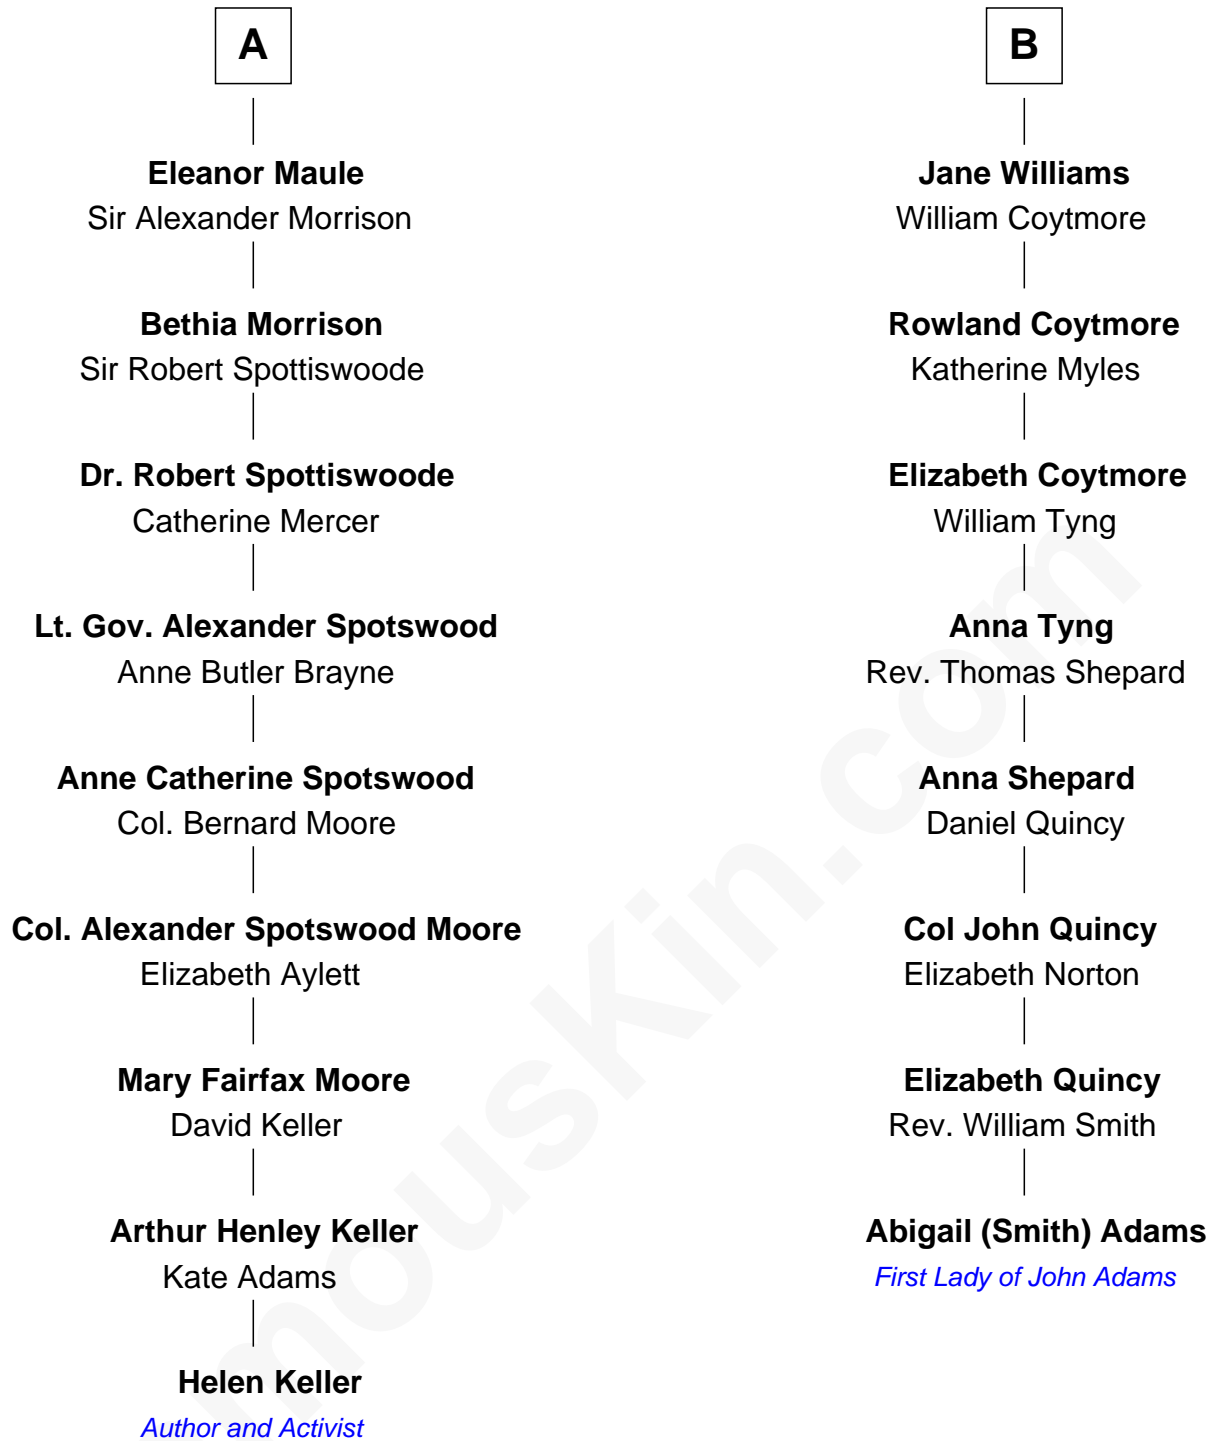 A
Eleanor Maule
Sir Alexander Morrison
Bethia Morrison
Sir Robert Spottiswoode
Dr. Robert Spottiswoode
Catherine Mercer
Lt. Gov. Alexander Spotswood
Anne Butler Brayne
Anne Catherine Spotswood
Col. Bernard Moore
Col. Alexander Spotswood Moore
Elizabeth Aylett
Mary Fairfax Moore
David Keller
Arthur Henley Keller
Kate Adams
Helen Keller
Author and Activist
B
Jane Williams
William Coytmore
Rowland Coytmore
Katherine Myles
Elizabeth Coytmore
William Tyng
Anna Tyng
Rev. Thomas Shepard
Anna Shepard
Daniel Quincy
Col John Quincy
Elizabeth Norton
Elizabeth Quincy
Rev. William Smith
Abigail (Smith) Adams
First Lady of John Adams
mousKin.com